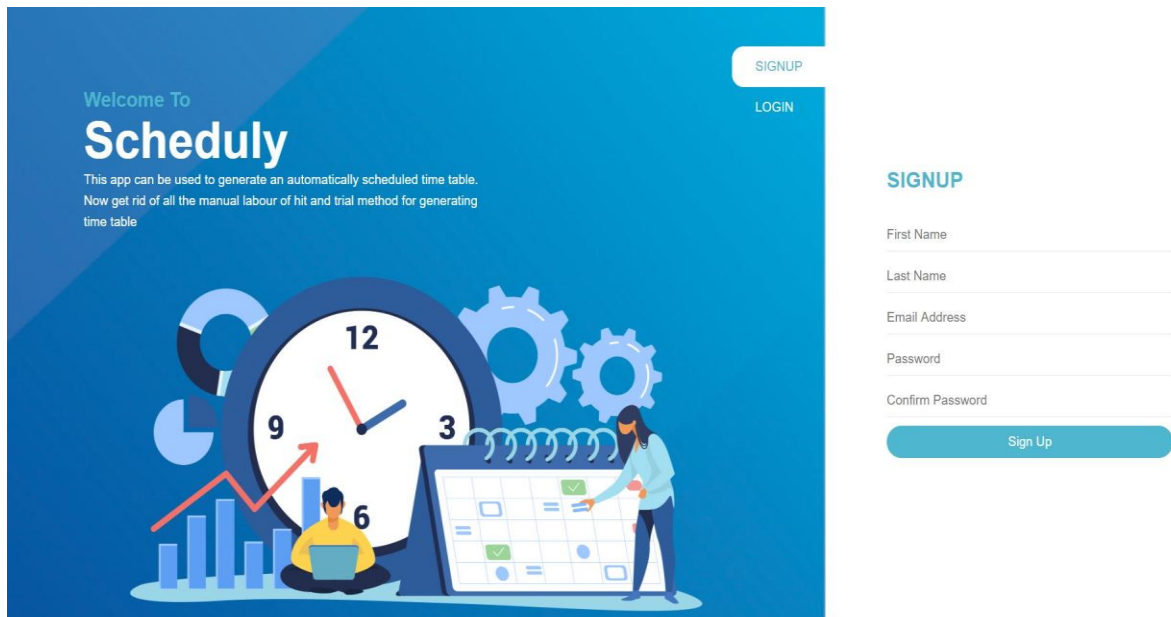 SIGNUP
LOGIN
Welcome To
Scheduly
This app can be used to generate an automatically scheduled time table.
Now get rid of all the manual labour of hit and trial method for generating
time table
12
9
3
6
SIGNUP
First Name
Last Name
Email Address
Password
Confirm Password
Sign Up